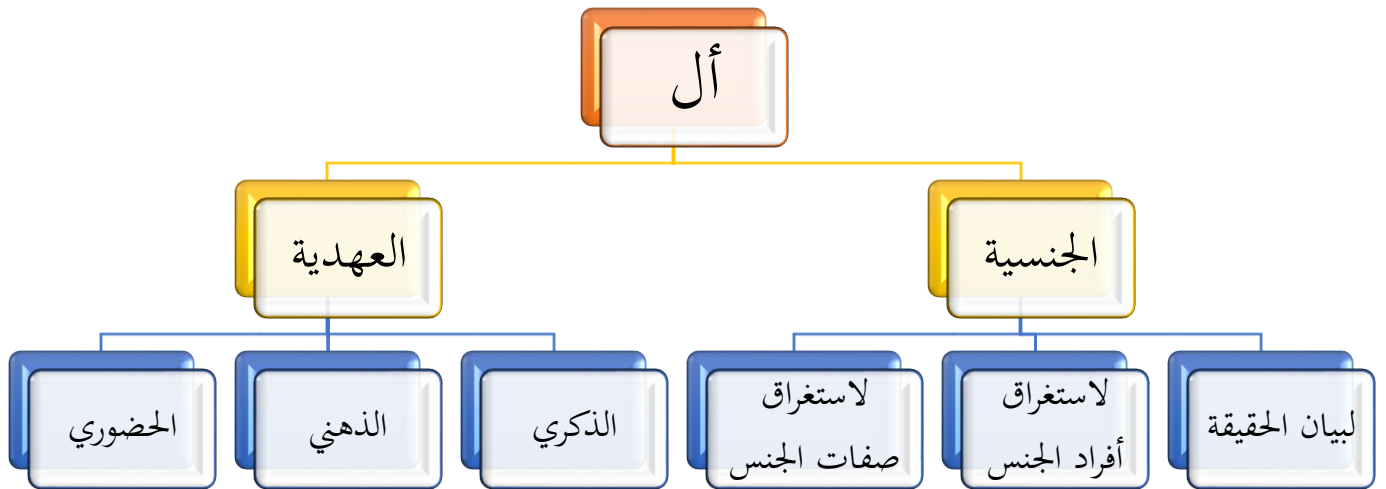 أل
الجنسية
العهدية
لبيان الحقيقة
لاستغراق
أفراد الجنس
لاستغراق
صفات الجنس
الذكري
الذهني
الحضوري